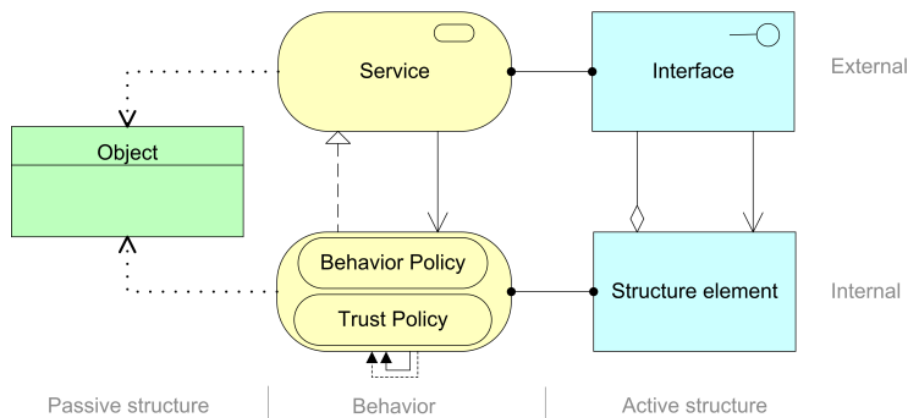 Service
Interface
External
Object
Behavior Policy
Trust Policy
Structure element
Internal
Passive structure
Behavior
Active structure